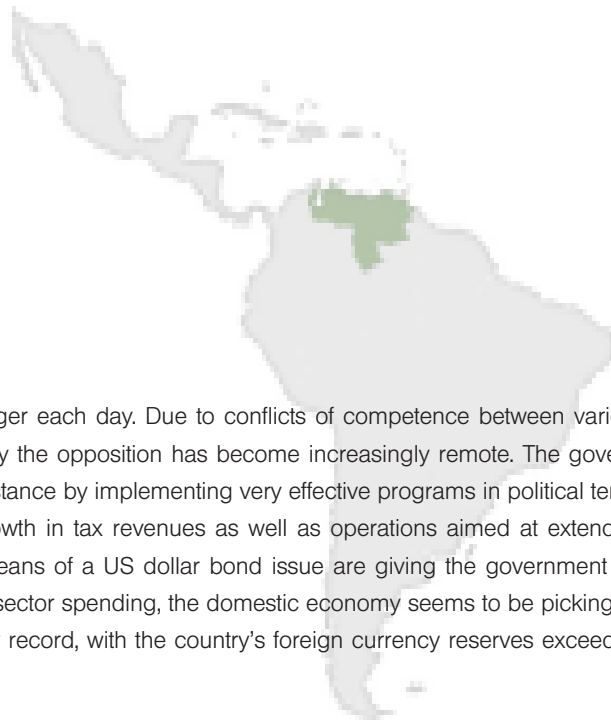 ger each day. Due to conflicts of competence between vari
y the opposition has become increasingly remote. The gove
stance by implementing very effective programs in political te
wth in tax revenues as well as operations aimed at extend
eans of a US dollar bond issue are giving the government
sector spending, the domestic economy seems to be picking
record, with the country’s foreign currency reserves exceed